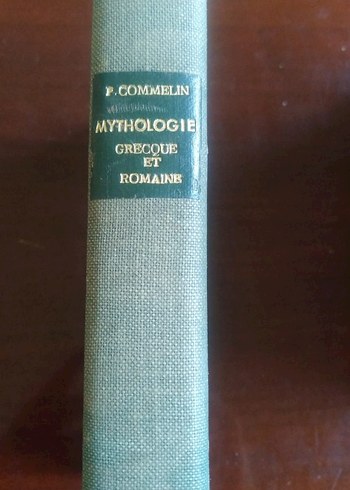 P. COMMELIN
MYTHOLOGIE
GRECQUE
ET
ROMAINE